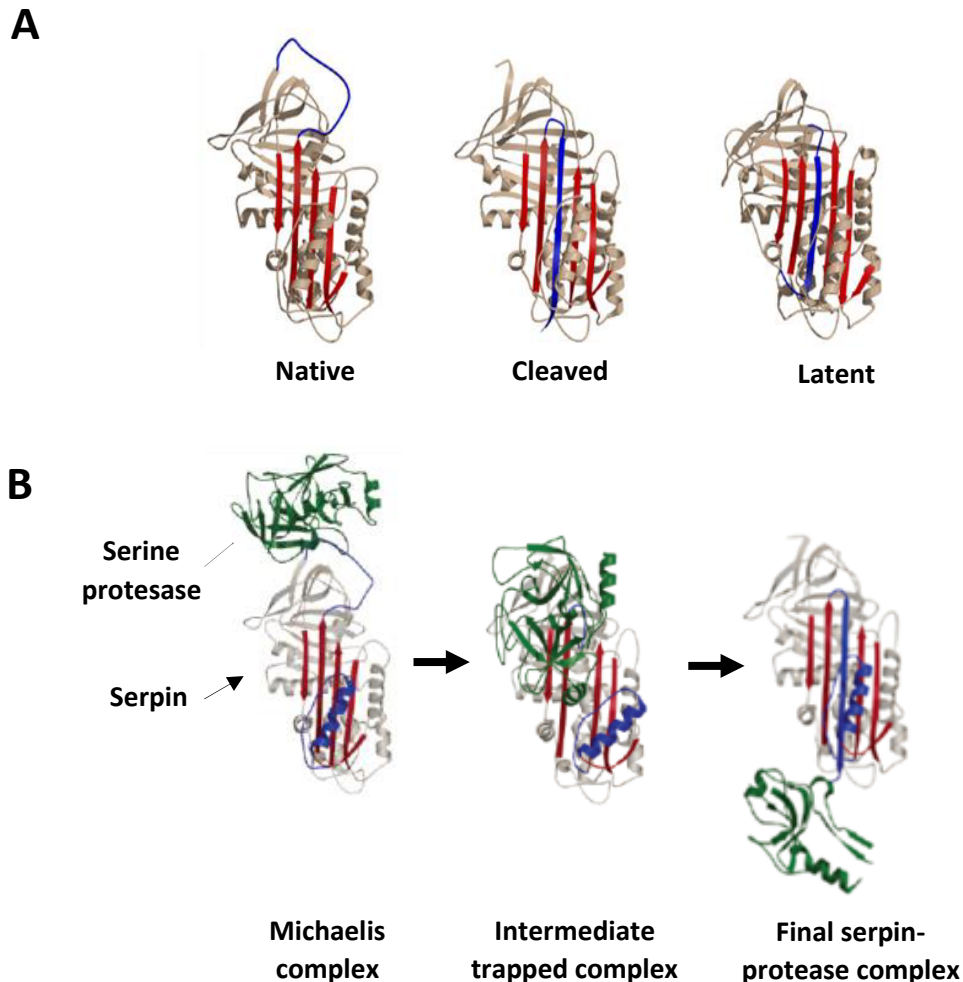 A
Native
Cleaved
Latent
B
Serine
protesase
Serpin
Michaelis
complex
Intermediate
trapped complex
Final serpin-
protease complex